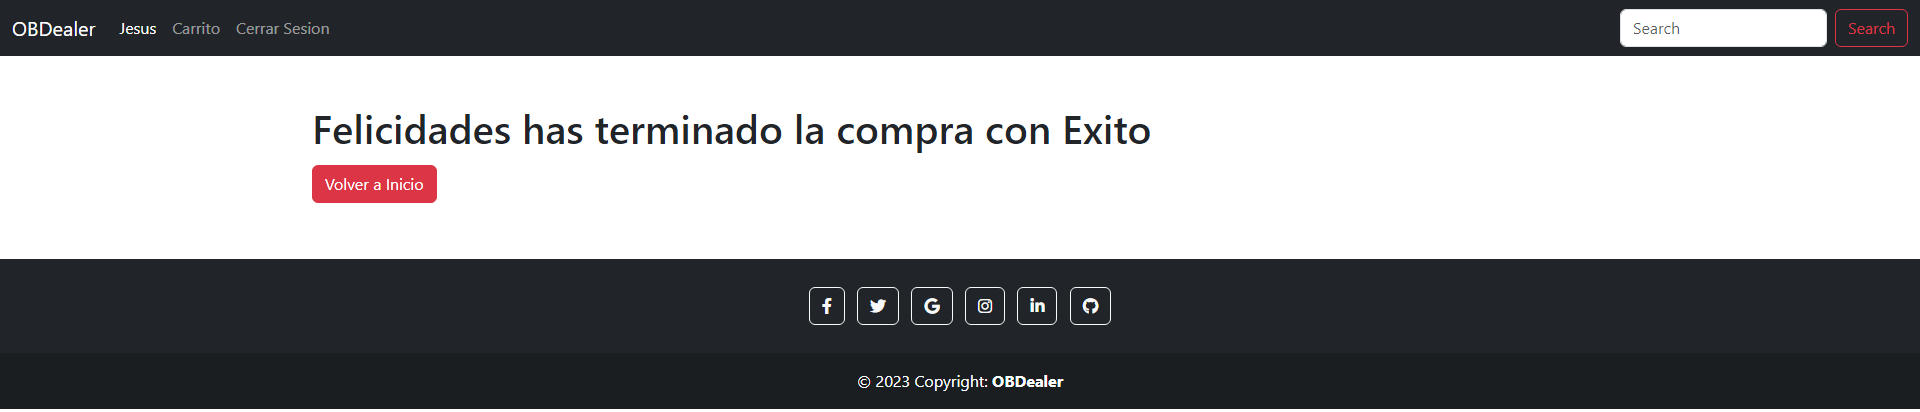 OBDealer Jesus Carrito Cerrar Sesion Search Search
Felicidades has terminado la compra con Exito
Volver a Inicio
© 2023 Copyright: OBDealer